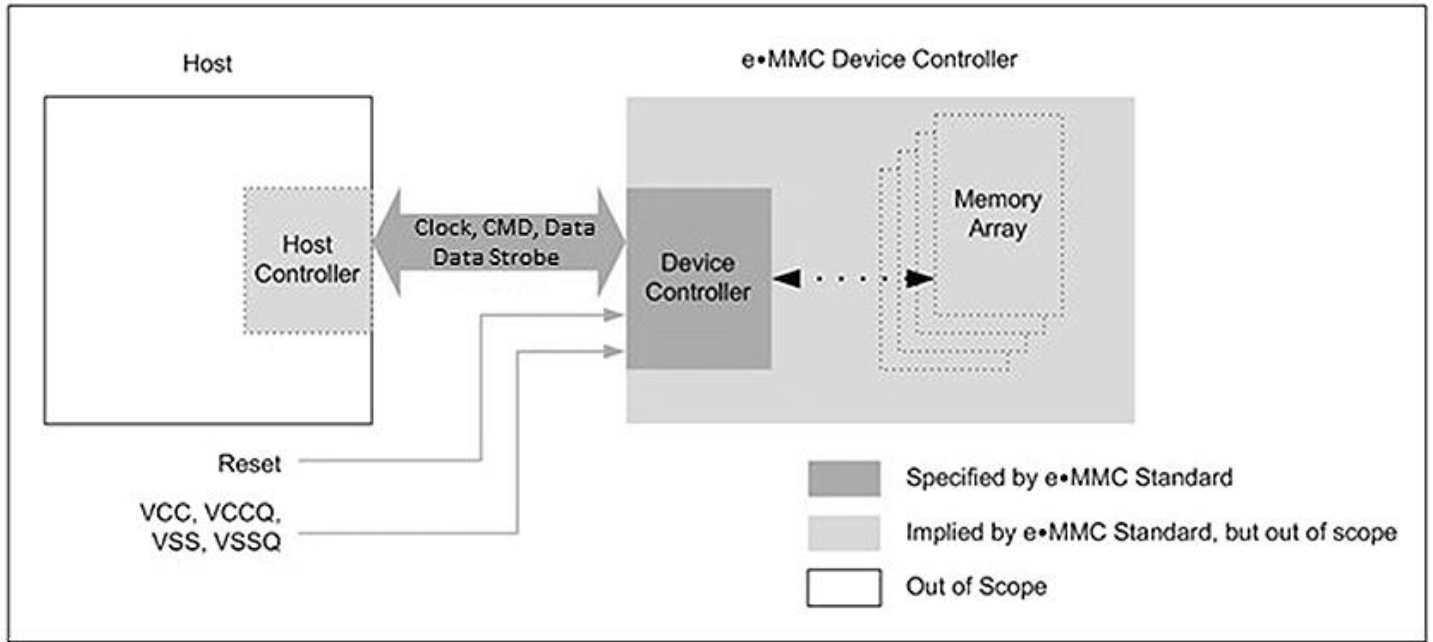 Host
e•MMC Device Controller
Host
Controller
Clock, CMD, Data
Data Strobe
Device
Controller
Memory
Array
Reset
VCC, VCCQ,
VSS, VSSQ
Specified by e•MMC Standard
Implied by e•MMC Standard, but out of scope
Out of Scope